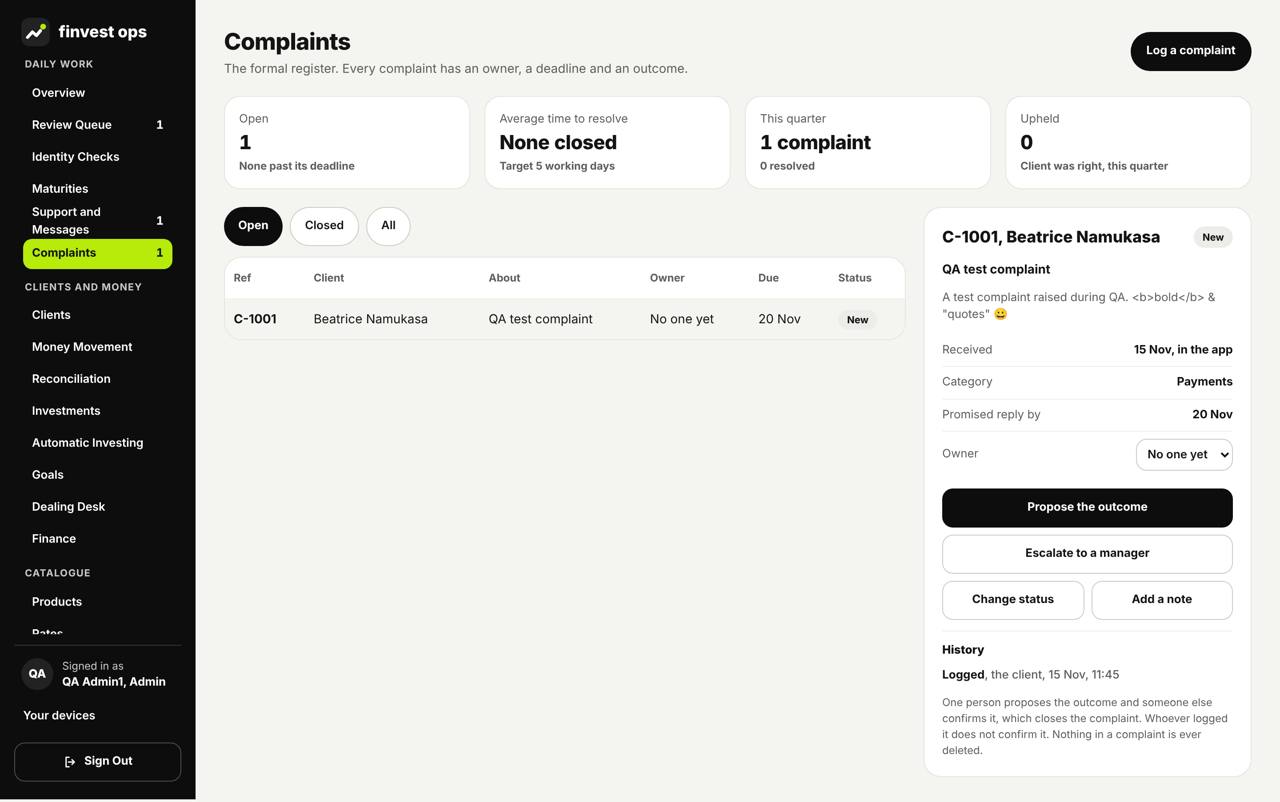 finvest ops
DAILY WORK
Overview
Review Queue 1
Identity Checks
Maturities
Support and
Messages 1
Complaints 1
CLIENTS AND MONEY
Clients
Money Movement
Reconciliation
Investments
Automatic Investing
Goals
Dealing Desk
Finance
CATALOGUE
Products
Rates
QA
Signed in as
QA Admin1, Admin
Your devices
Sign Out
Complaints
The formal register. Every complaint has an owner, a deadline and an outcome.
Log a complaint
Open
1
None past its deadline
Average time to resolve
None closed
Target 5 working days
This quarter
1 complaint
0 resolved
Upheld
0
Client was right, this quarter
Open Closed All
Ref Client About Owner Due Status
C-1001 Beatrice Namukasa QA test complaint No one yet 20 Nov New
C-1001, Beatrice Namukasa New
QA test complaint
A test complaint raised during QA. <b>bold</b> &
"quotes" 😀
Received 15 Nov, in the app
Category Payments
Promised reply by 20 Nov
Owner No one yet
Propose the outcome
Escalate to a manager
Change status Add a note
History
Logged, the client, 15 Nov, 11:45
One person proposes the outcome and someone else
confirms it, which closes the complaint. Whoever logged
it does not confirm it. Nothing in a complaint is ever
deleted.